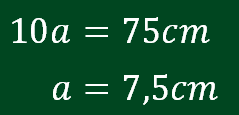 10a = 75cm
a = 7,5cm